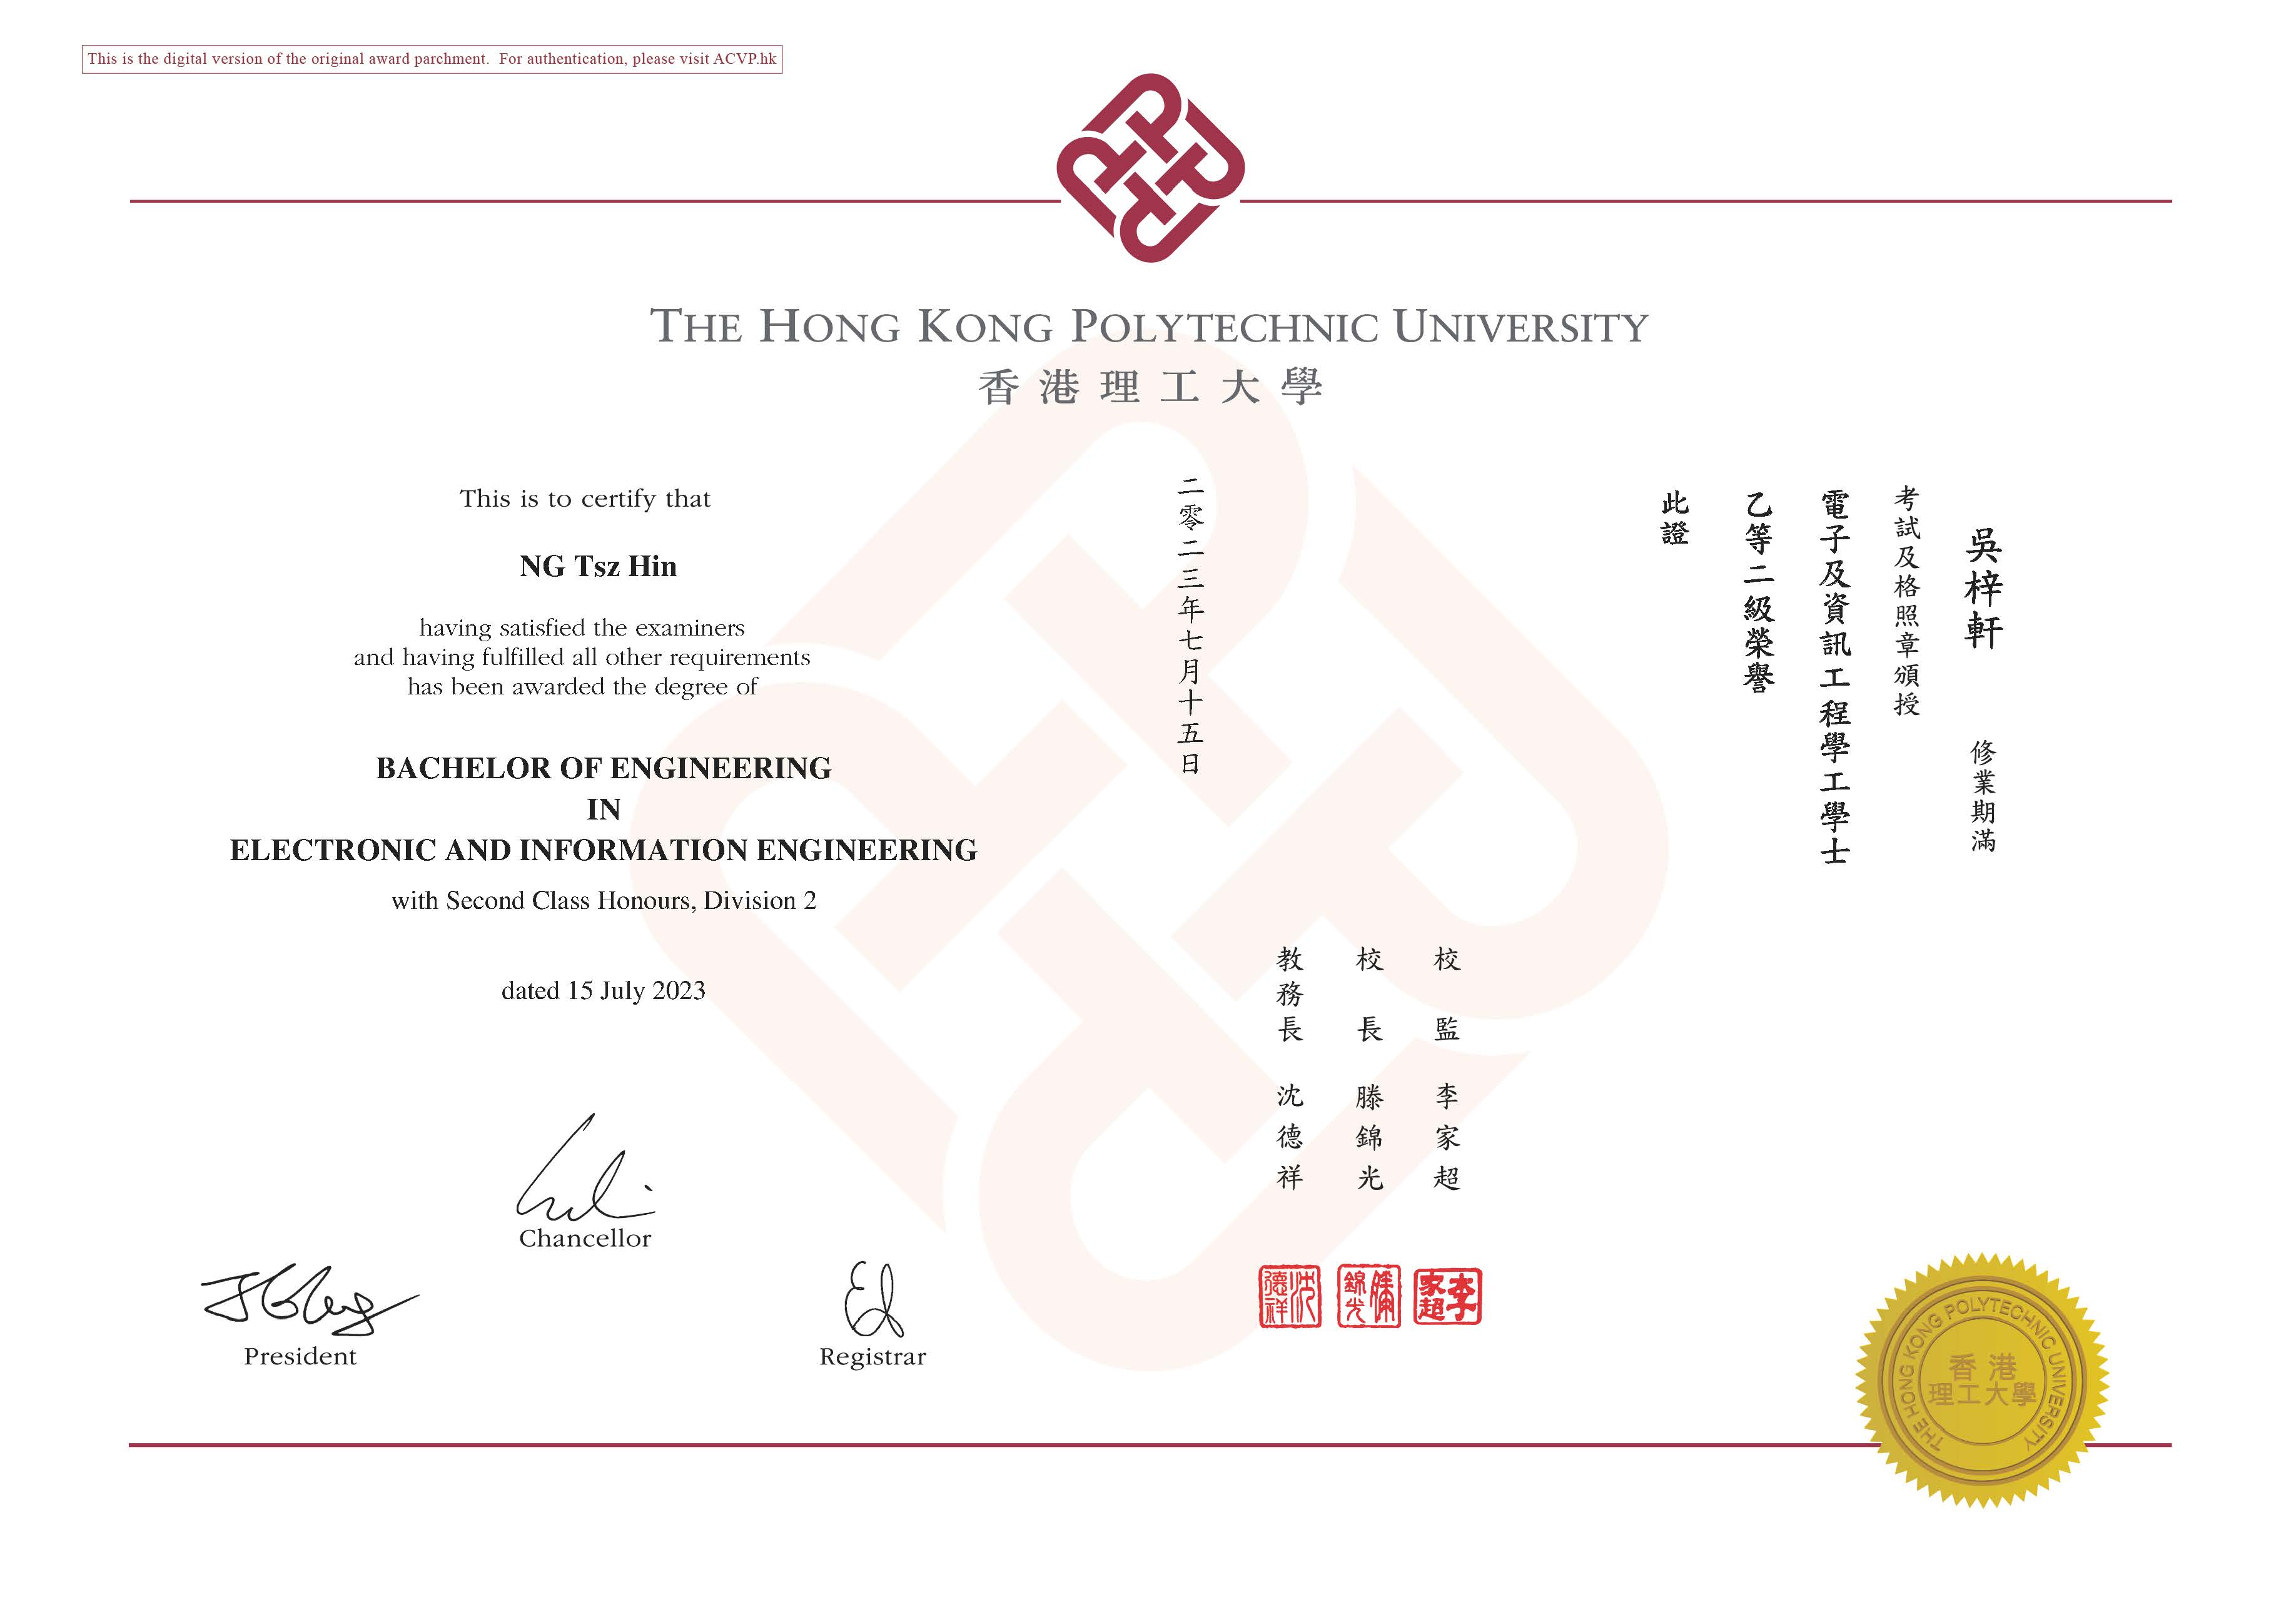 This is the digital version of the original award parchment.  For authentication, please visit ACVP.hk
THE HONG KONG POLYTECHNIC UNIVERSITY
香港理工大學
This is to certify that
NG Tsz Hin
having satisfied the examiners
and having fulfilled all other requirements
has been awarded the degree of
BACHELOR OF ENGINEERING
IN
ELECTRONIC AND INFORMATION ENGINEERING
with Second Class Honours, Division 2
dated 15 July 2023
Chancellor
President
Registrar
吳梓軒 修業期滿
考試及格照章頒授
電子及資訊工程學工學士
乙等二級榮譽
此證
二零二三年七月十五日
校監 李家超
校長 滕錦光
教務長 沈德祥
李家超
滕錦光
沈德祥
THE HONG KONG POLYTECHNIC UNIVERSITY
香港
理工大學